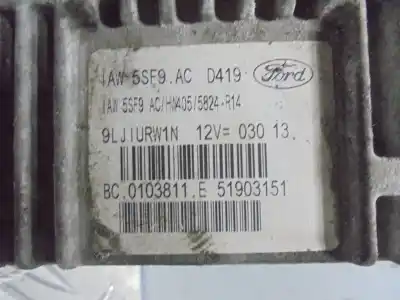 IAW 5SF9.AC D419 Ford
IAW 5SF9 AC/HW405/5824-R14
9LJIURW1N 12V= 030 13.
BC.0103811.E 51903151